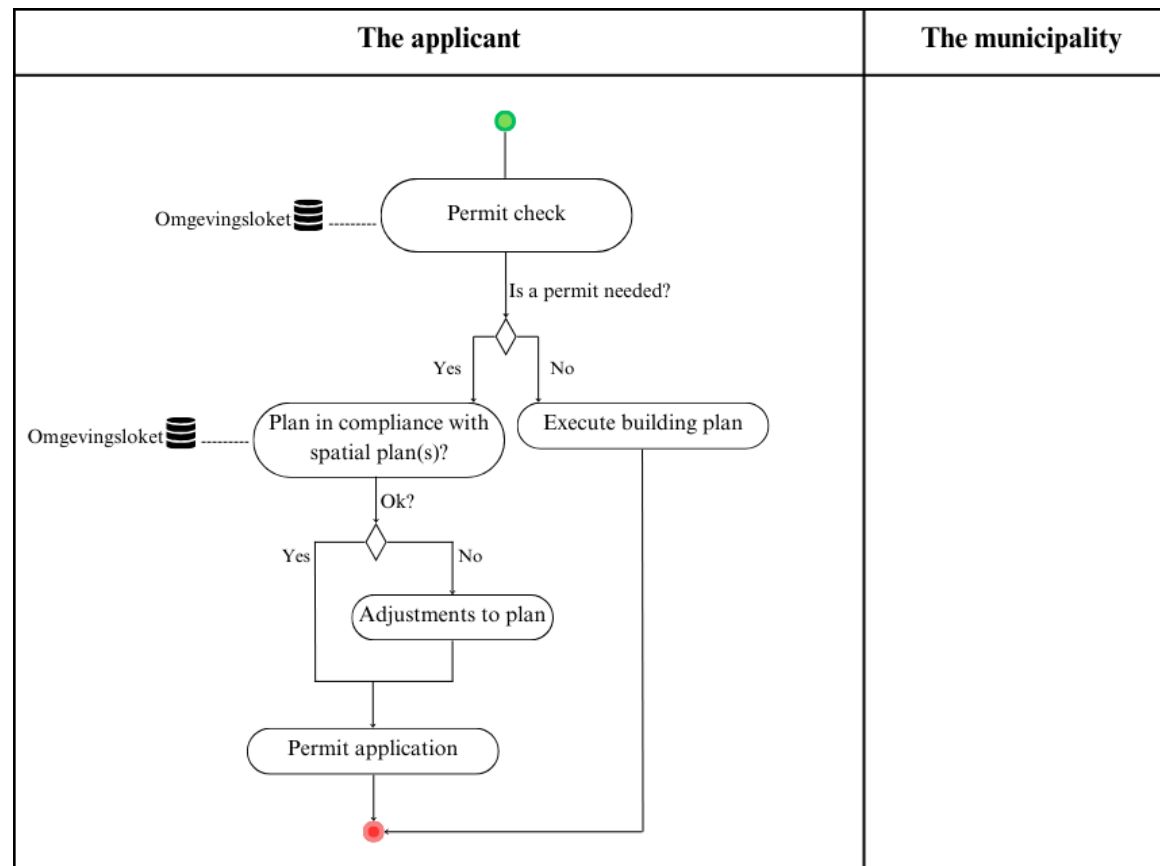 The applicant
The municipality
Permit check
Omgevingsloket
Is a permit needed?
Yes
No
Plan in compliance with
spatial plan(s)?
Execute building plan
Omgevingsloket
Ok?
Yes
No
Adjustments to plan
Permit application